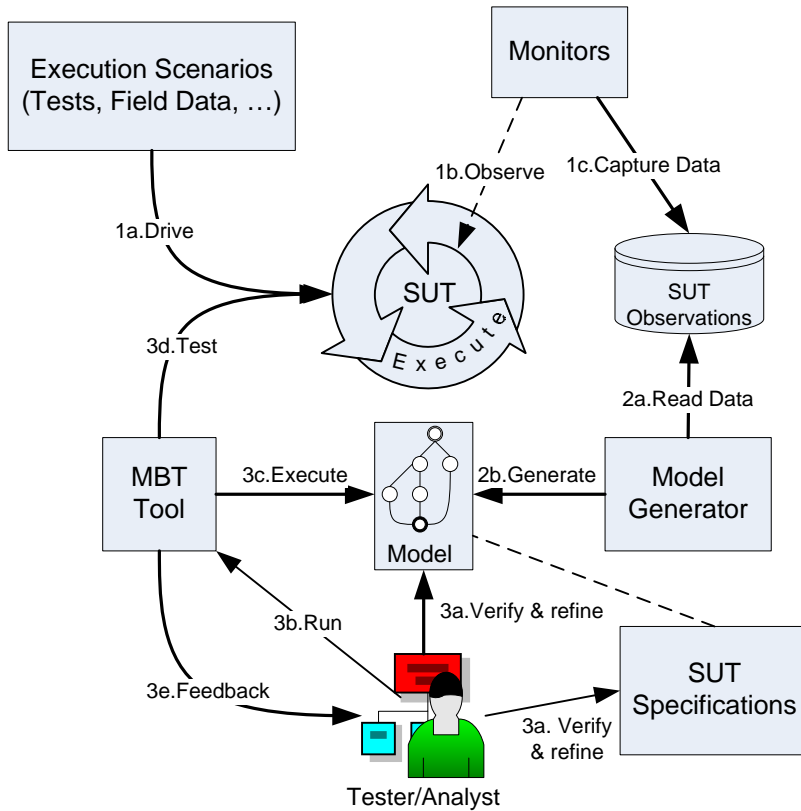 Execution Scenarios
(Tests, Field Data, …)
Monitors
1b.Observe
1c.Capture Data
1a.Drive
SUT
Execute
SUT
Observations
3d.Test
2a.Read Data
MBT
Tool
3c.Execute
Model
2b.Generate
Model
Generator
3b.Run
3a.Verify & refine
3e.Feedback
SUT
Specifications
3a. Verify
& refine
Tester/Analyst